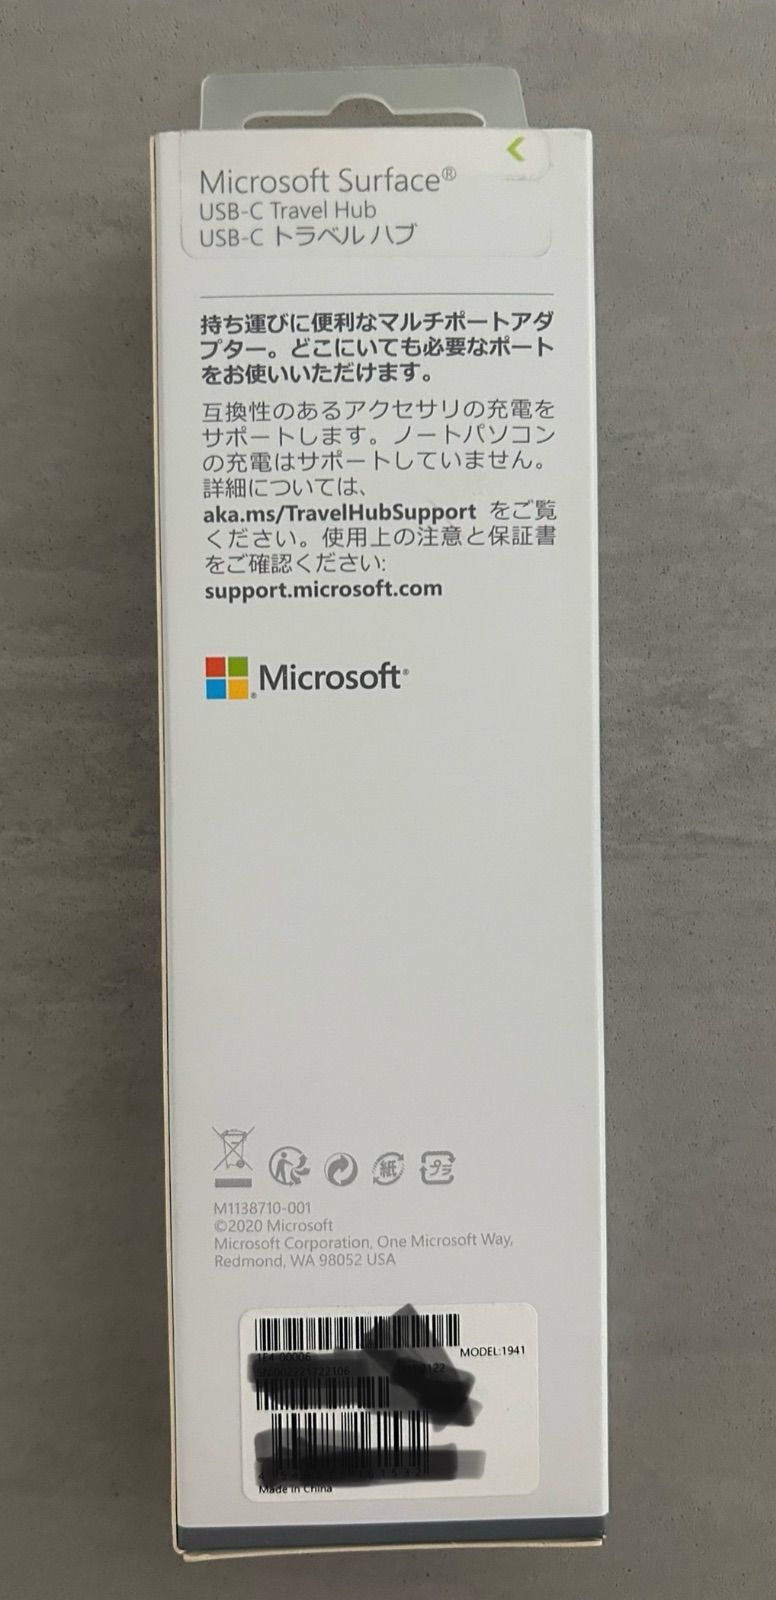 Microsoft Surface®
USB-C Travel Hub
USB-C トラベル ハブ
持ち運びに便利なマルチポートアダ
プター。どこにいても必要なポート
をお使いいただけます。
互換性のあるアクセサリの充電を
サポートします。ノートパソコン
の充電はサポートしていません。
詳細については、
aka.ms/TravelHubSupport をご覧
ください。使用上の注意と保証書
をご確認ください:
support.microsoft.com
Microsoft
紙
プラ
M1138710-001
©2020 Microsoft
Microsoft Corporation, One Microsoft Way,
Redmond, WA 98052 USA
MODEL:1941
Made in China